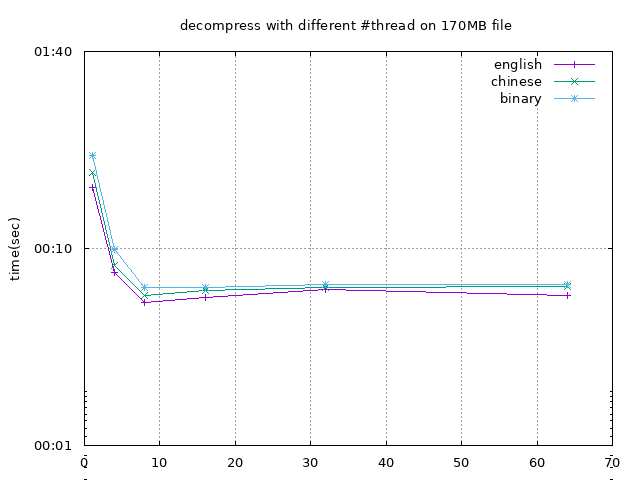 decompress with different #thread on 170MB file
01:40
english
chinese
binary
00:10
time(sec)
00:01
0 10 20 30 40 50 60 70